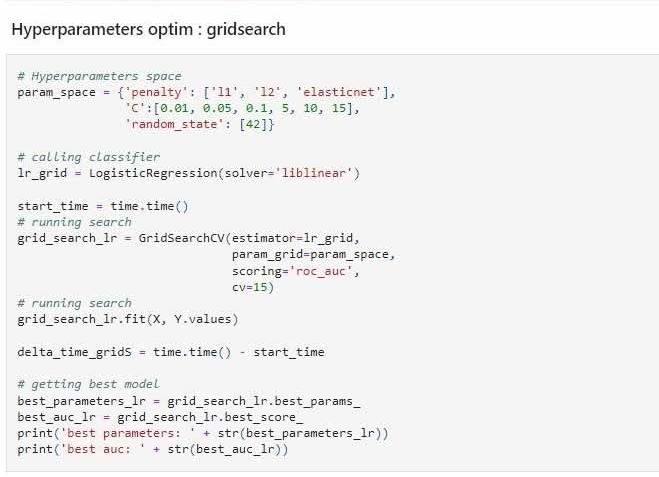 Hyperparameters optim : gridsearch
# Hyperparameters space
param_space = {'penalty': ['l1', 'l2', 'elasticnet'],
'C':[0.01, 0.05, 0.1, 5, 10, 15],
'random_state': [42]}
# calling classifier
lr_grid = LogisticRegression(solver='liblinear')
start_time = time.time()
# running search
grid_search_lr = GridSearchCV(estimator=lr_grid,
param_grid=param_space,
scoring='roc_auc',
cv=15)
# running search
grid_search_lr.fit(X, Y.values)
delta_time_gridS = time.time() - start_time
# getting best model
best_parameters_lr = grid_search_lr.best_params_
best_auc_lr = grid_search_lr.best_score_
print('best parameters: ' + str(best_parameters_lr))
print('best auc: ' + str(best_auc_lr))